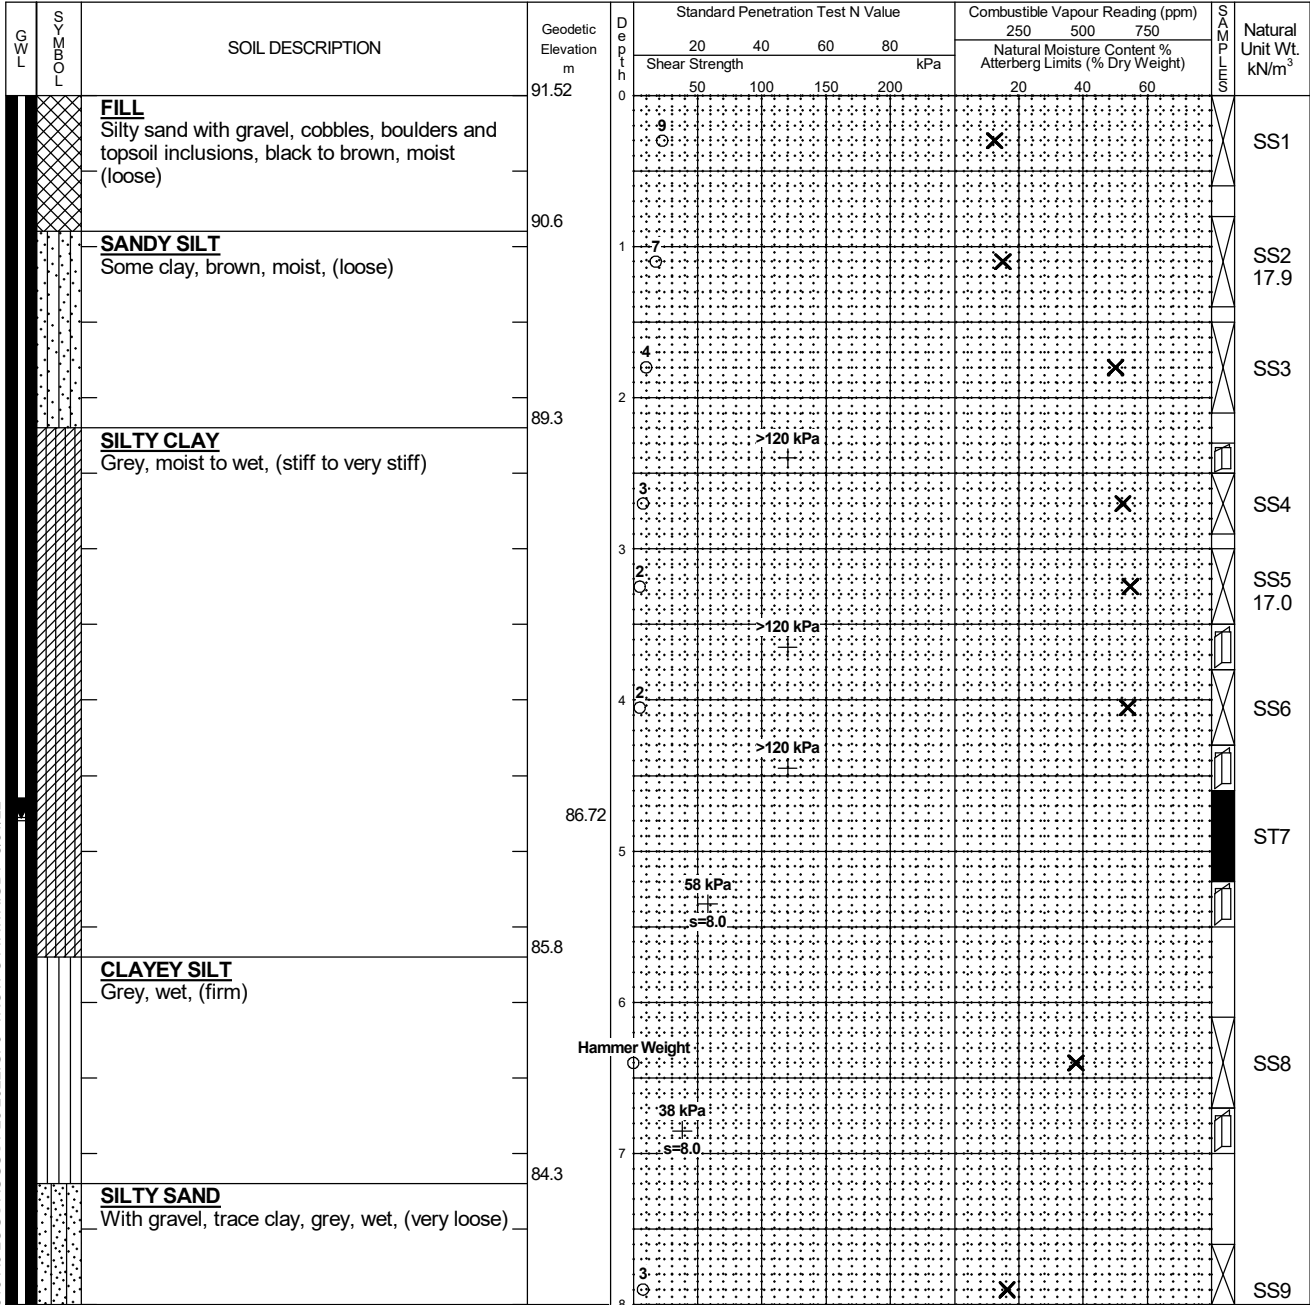 GWL
SYMBOL
SOIL DESCRIPTION
Geodetic
Elevation
m
Depth
Standard Penetration Test N Value
20 40 60 80
Shear Strength kPa
50 100 150 200
Combustible Vapour Reading (ppm)
250 500 750
Natural Moisture Content %
Atterberg Limits (% Dry Weight)
20 40 60
SAMPLES
Natural
Unit Wt.
kN/m³
91.52
0
FILL
Silty sand with gravel, cobbles, boulders and
topsoil inclusions, black to brown, moist
(loose)
9
SS1
90.6
SANDY SILT
Some clay, brown, moist, (loose)
1
7
SS2
17.9
4
SS3
2
89.3
SILTY CLAY
Grey, moist to wet, (stiff to very stiff)
>120 kPa
3
SS4
3
2
SS5
17.0
>120 kPa
2
4
SS6
>120 kPa
86.72
ST7
5
58 kPa
s=8.0
85.8
CLAYEY SILT
Grey, wet, (firm)
6
Hammer Weight
SS8
38 kPa
s=8.0
7
84.3
SILTY SAND
With gravel, trace clay, grey, wet, (very loose)
3
SS9
8